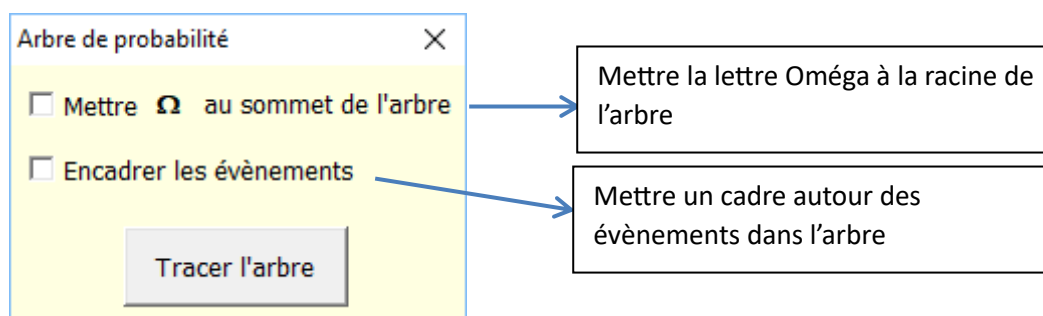 Arbre de probabilité
Mettre Ω au sommet de l'arbre
Encadrer les évènements
Tracer l'arbre
Mettre la lettre Oméga à la racine de
l’arbre
Mettre un cadre autour des
évènements dans l’arbre